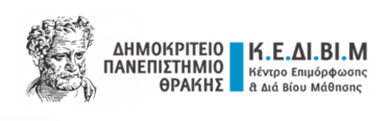 ΔΗΜΟΚΡΙΤΕΙΟ
ΠΑΝΕΠΙΣΤΗΜΙΟ
ΘΡΑΚΗΣ
Κ.Ε.ΔΙ.ΒΙ.Μ
Κέντρο Επιμόρφωσης
& Διά Βίου Μάθησης